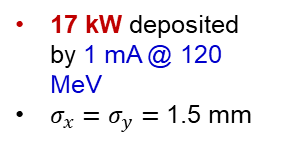 • 17 kW deposited
by 1 mA @ 120
MeV
• σx = σy = 1.5 mm